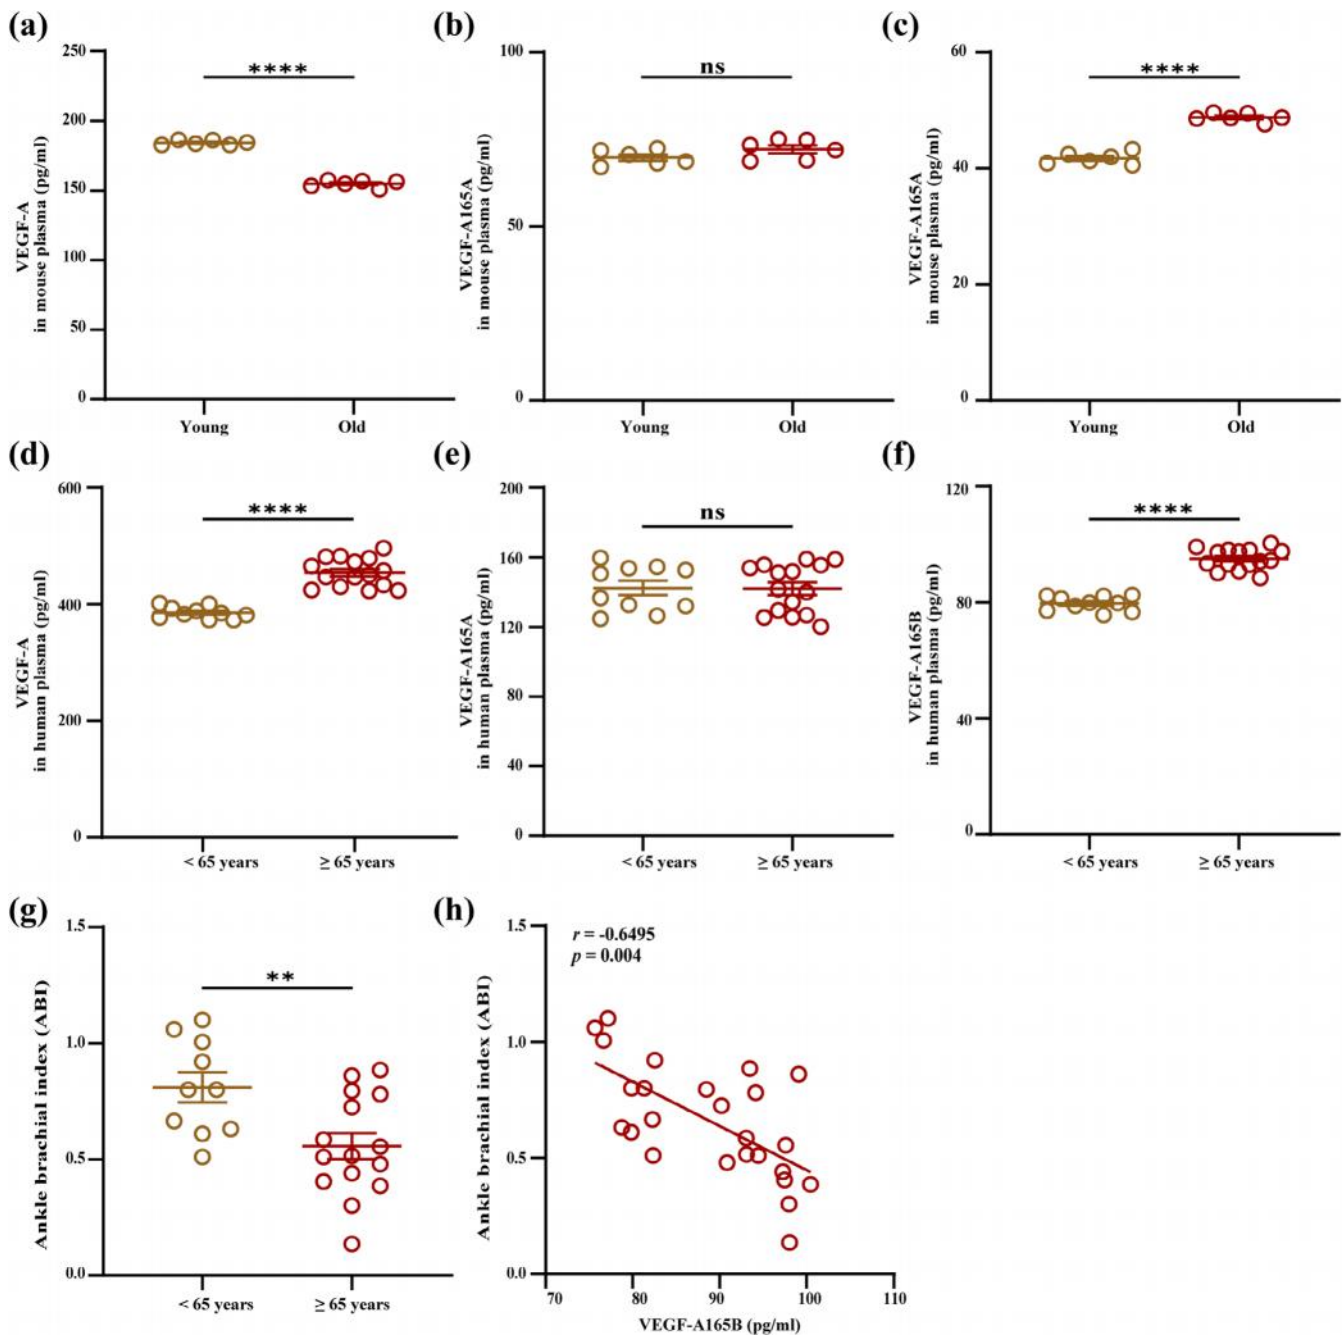 (a)
250
200
150
100
50
0
VEGF-A
in mouse plasma (pg/ml)
****
Young Old
(b)
100
50
0
VEGF-A165A
in mouse plasma (pg/ml)
ns
Young Old
(c)
60
40
20
0
VEGF-A165A
in mouse plasma (pg/ml)
****
Young Old
(d)
600
400
200
0
VEGF-A
in human plasma (pg/ml)
****
< 65 years ≥ 65 years
(e)
200
160
120
80
40
0
VEGF-A165A
in human plasma (pg/ml)
ns
< 65 years ≥ 65 years
(f)
120
80
40
0
VEGF-A165B
in human plasma (pg/ml)
****
< 65 years ≥ 65 years
(g)
1.5
1.0
0.5
0.0
Ankle brachial index (ABI)
**
< 65 years ≥ 65 years
(h)
1.5
1.0
0.5
0.0
Ankle brachial index (ABI)
r = -0.6495
p = 0.004
70 80 90 100 110
VEGF-A165B (pg/ml)